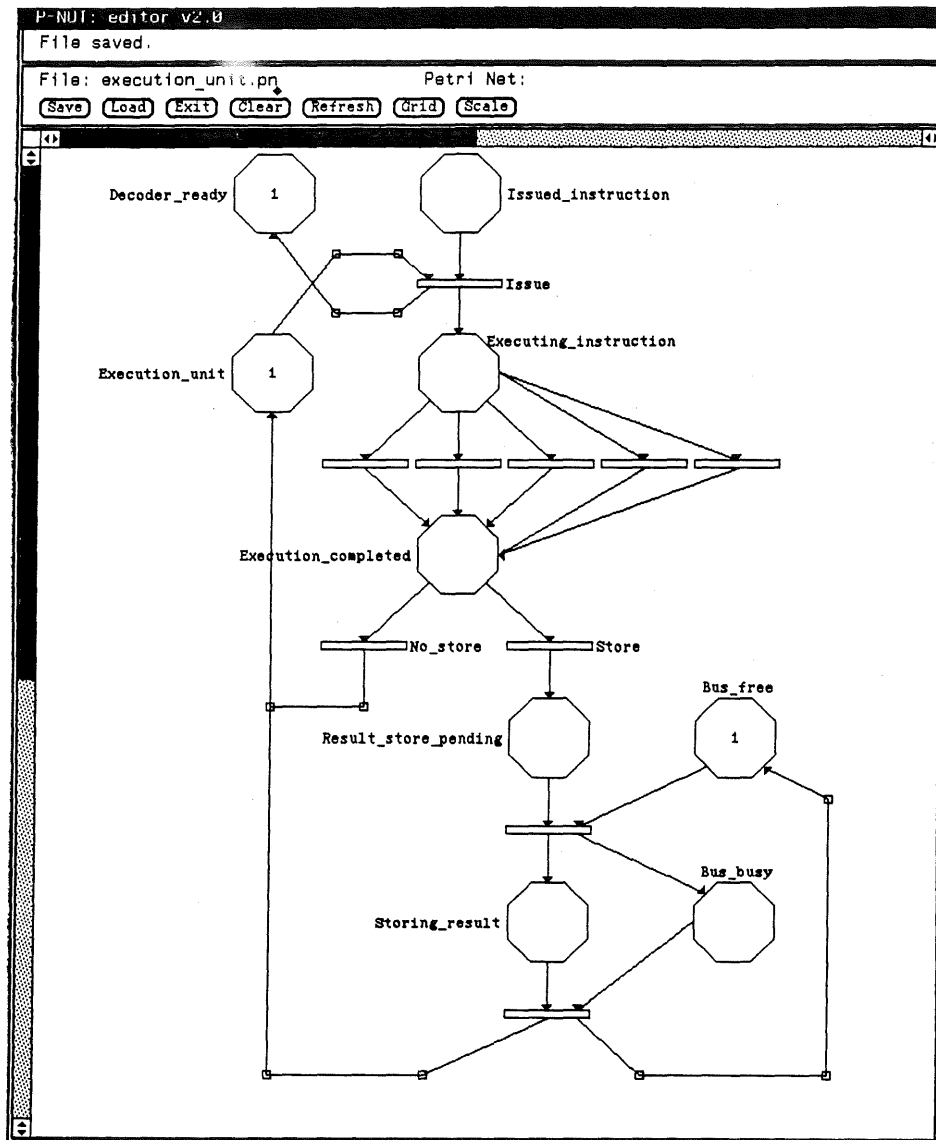 P-NUT: editor v2.0
File saved.
File: execution_unit.pn Petri Net:
Save Load Exit Clear Refresh Grid Scale
Decoder_ready 1 Issued_instruction
Issue
Executing_instruction
Execution_unit 1
Execution_completed
No_store Store
Bus_free
Result_store_pending 1
Bus_busy
Storing_result